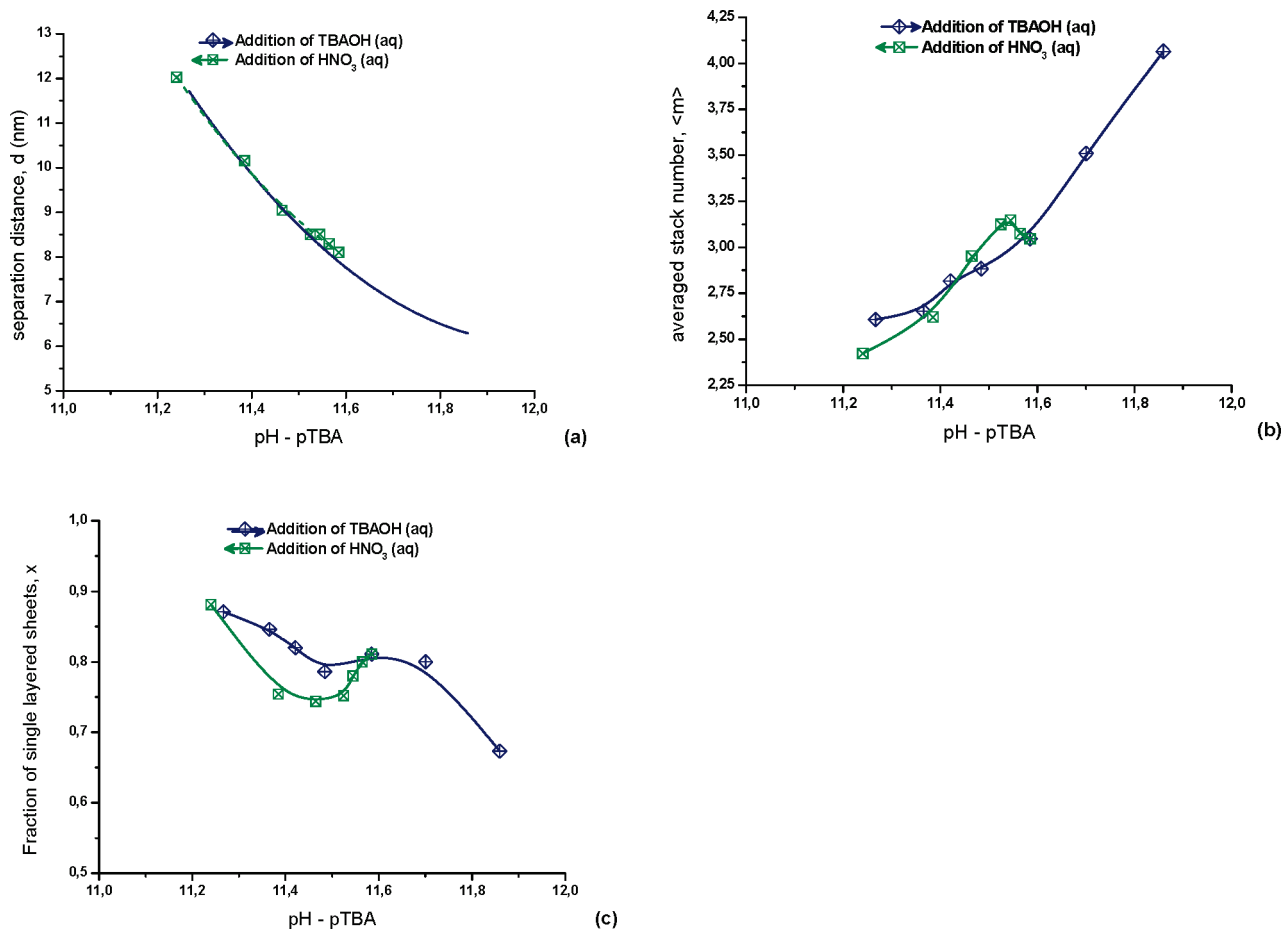 13
12
11
10
9
8
7
6
5
11,0
11,2
11,4
11,6
11,8
12,0
separation distance, d (nm)
pH - pTBA
Addition of TBAOH (aq)
Addition of HNO3 (aq)
(a)
4,25
4,00
3,75
3,50
3,25
3,00
2,75
2,50
2,25
11,0
11,2
11,4
11,6
11,8
12,0
averaged stack number, <m>
pH - pTBA
Addition of TBAOH (aq)
Addition of HNO3 (aq)
(b)
1,0
0,9
0,8
0,7
0,6
0,5
11,0
11,2
11,4
11,6
11,8
12,0
Fraction of single layered sheets, x
pH - pTBA
Addition of TBAOH (aq)
Addition of HNO3 (aq)
(c)